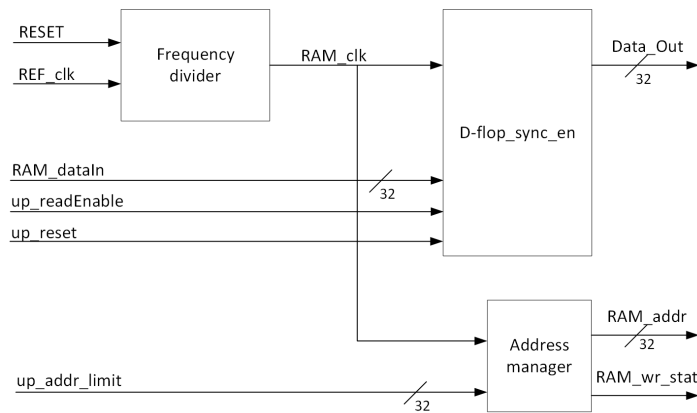 RESET
REF_clk
Frequency
divider
RAM_clk
Data_Out
32
D-flop_sync_en
RAM_dataIn
32
up_readEnable
up_reset
RAM_addr
32
Address
manager
RAM_wr_stat
up_addr_limit
32